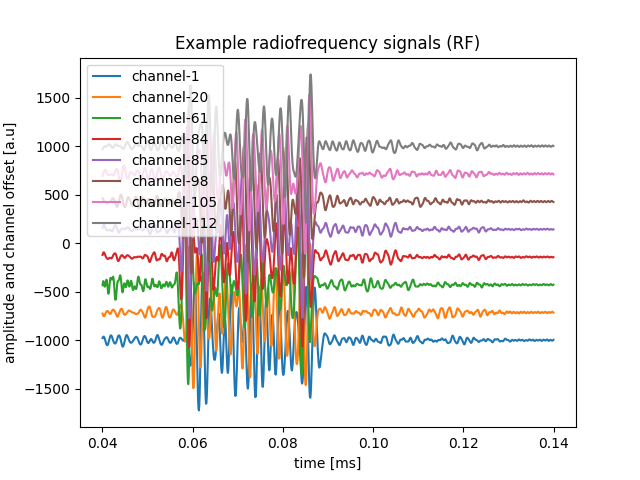 Example radiofrequency signals (RF)
channel-1
channel-20
channel-61
channel-84
channel-85
channel-98
channel-105
channel-112
1500
1000
500
0
−500
−1000
−1500
amplitude and channel offset [a.u]
0.04 0.06 0.08 0.10 0.12 0.14
time [ms]